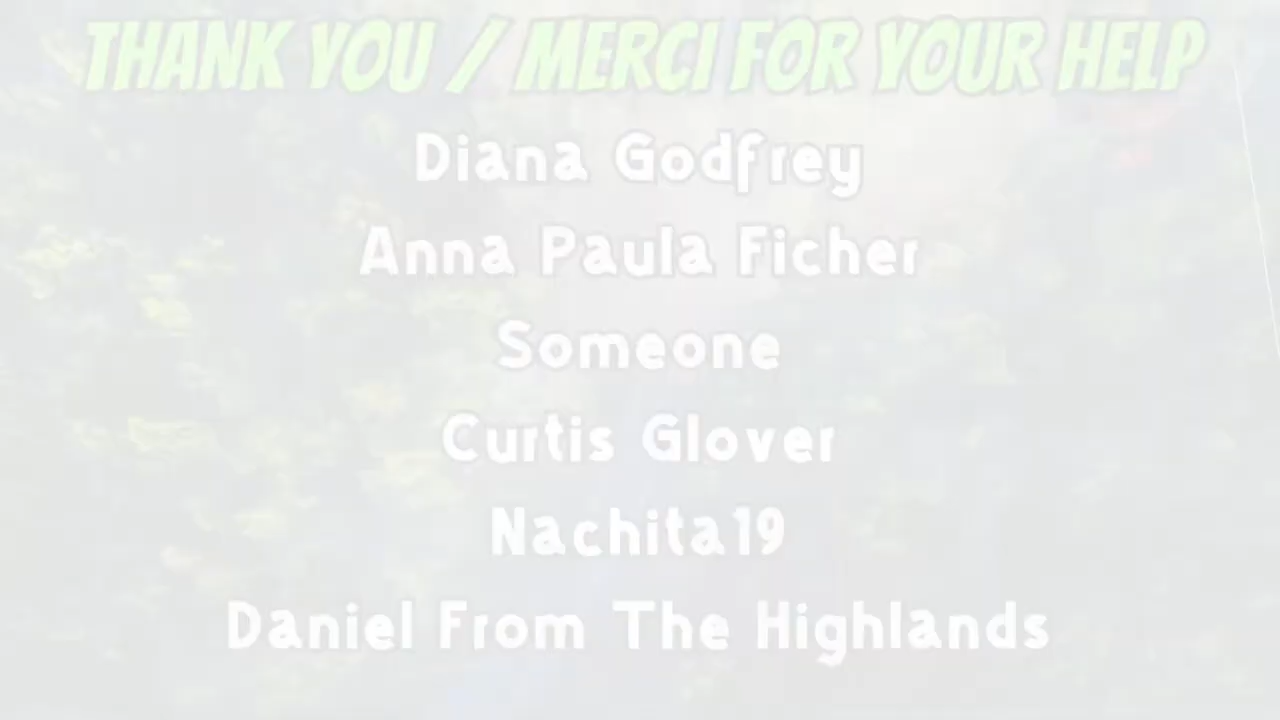 THANK YOU / MERCI FOR YOUR HELP
Diana Godfrey
Anna Paula Ficher
Someone
Curtis Glover
Nachita19
Daniel From The Highlands